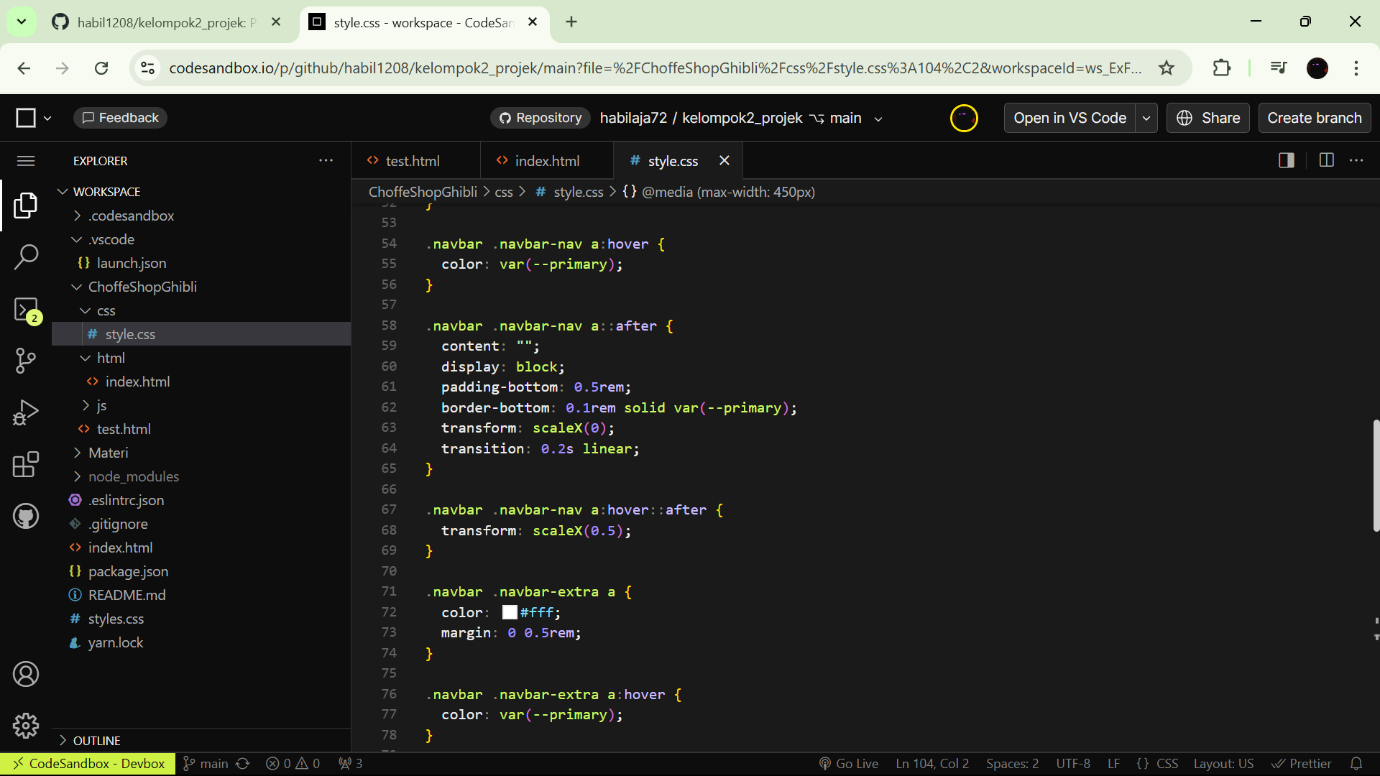 habil1208/kelompok2_projek: P
style.css - workspace - CodeSan
codesandbox.io/p/github/habil1208/kelompok2_projek/main?file=%2FChoffeShopGhibli%2Fcss%2Fstyle.css%3A104%2C2&workspaceId=ws_ExF...
Feedback
Repository
habilaja72 / kelompok2_projek main
Open in VS Code
Share
Create branch
EXPLORER
WORKSPACE
.codesandbox
.vscode
{} launch.json
ChoffeShopGhibli
css
# style.css
html
<> index.html
js
<> test.html
Materi
node_modules
.eslintrc.json
.gitignore
<> index.html
{} package.json
README.md
# styles.css
yarn.lock
2
OUTLINE
<> test.html
<> index.html
# style.css
ChoffeShopGhibli > css > # style.css > {} @media (max-width: 450px)
52 }
53
54 .navbar .navbar-nav a:hover {
55 color: var(--primary);
56 }
57
58 .navbar .navbar-nav a::after {
59 content: "";
60 display: block;
61 padding-bottom: 0.5rem;
62 border-bottom: 0.1rem solid var(--primary);
63 transform: scaleX(0);
64 transition: 0.2s linear;
65 }
66
67 .navbar .navbar-nav a:hover::after {
68 transform: scaleX(0.5);
69 }
70
71 .navbar .navbar-extra a {
72 color: #fff;
73 margin: 0 0.5rem;
74 }
75
76 .navbar .navbar-extra a:hover {
77 color: var(--primary);
78 }
CodeSandbox - Devbox
main
0 0
3
Go Live
Ln 104, Col 2
Spaces: 2
UTF-8
LF
{} CSS
Layout: US
Prettier